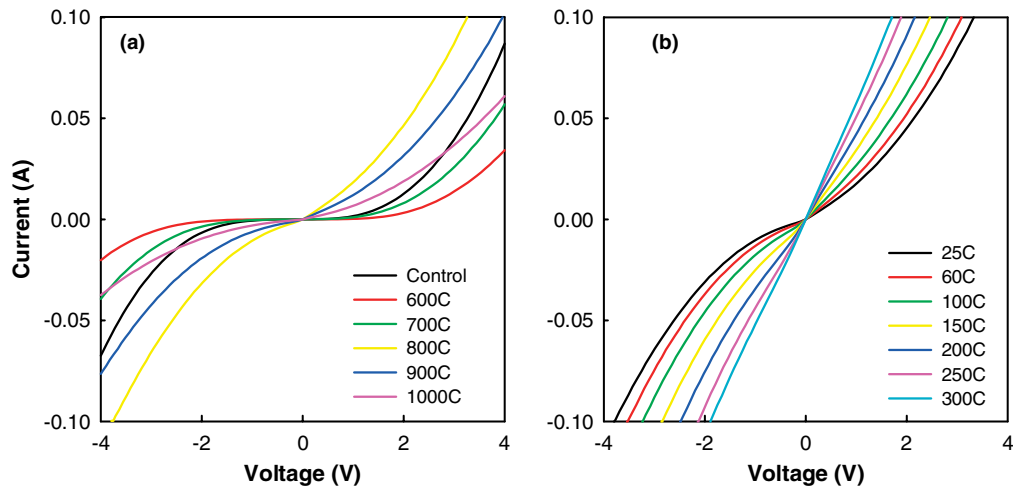 (a)
0.10
0.05
0.00
-0.05
-0.10
Current (A)
-4 -2 0 2 4
Voltage (V)
Control
600C
700C
800C
900C
1000C
(b)
0.10
0.05
0.00
-0.05
-0.10
-4 -2 0 2 4
Voltage (V)
25C
60C
100C
150C
200C
250C
300C